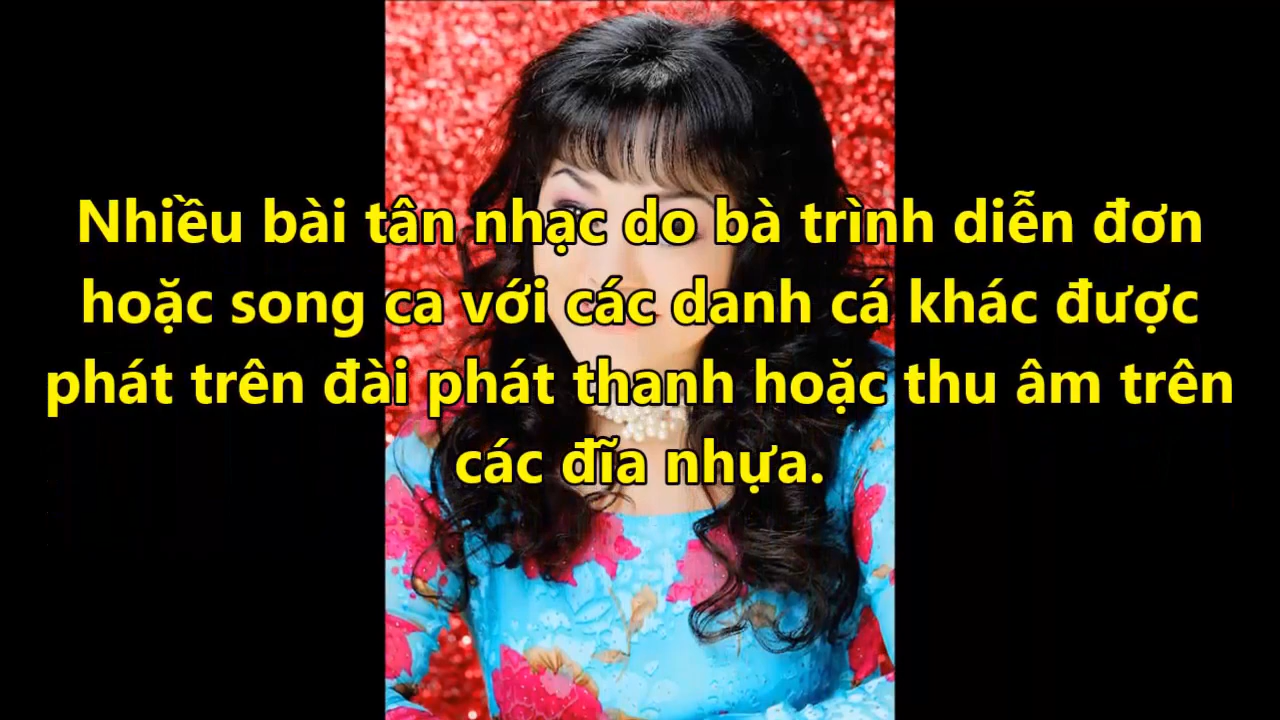 Nhiều bài tân nhạc do bà trình diễn đơn
hoặc song ca với các danh cá khác được
phát trên đài phát thanh hoặc thu âm trên
các đĩa nhựa.